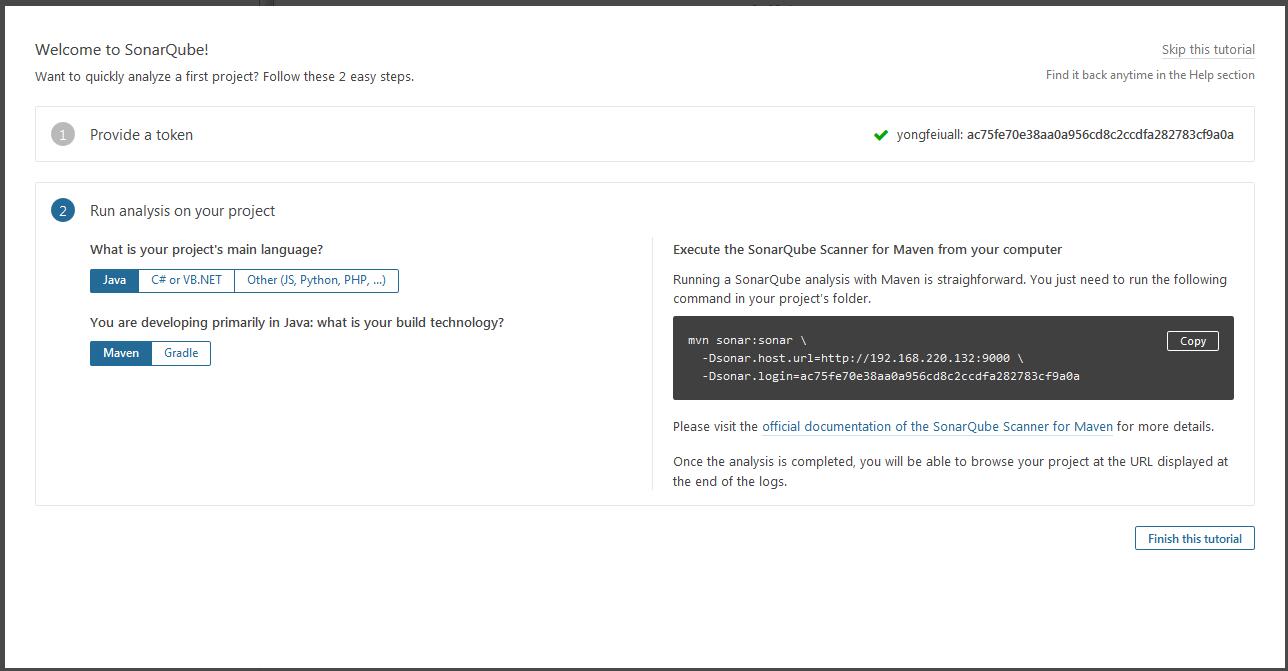 Welcome to SonarQube!
Skip this tutorial
Want to quickly analyze a first project? Follow these 2 easy steps.
Find it back anytime in the Help section
1
Provide a token
yongfeiuall: ac75fe70e38aa0a956cd8c2ccdfa282783cf9a0a
2
Run analysis on your project
What is your project's main language?
Java
C# or VB.NET
Other (JS, Python, PHP, ...)
You are developing primarily in Java: what is your build technology?
Maven
Gradle
Execute the SonarQube Scanner for Maven from your computer
Running a SonarQube analysis with Maven is straighforward. You just need to run the following
command in your project's folder.
mvn sonar:sonar \
Copy
-Dsonar.host.url=http://192.168.220.132:9000 \
-Dsonar.login=ac75fe70e38aa0a956cd8c2ccdfa282783cf9a0a
Please visit the official documentation of the SonarQube Scanner for Maven for more details.
Once the analysis is completed, you will be able to browse your project at the URL displayed at
the end of the logs.
Finish this tutorial